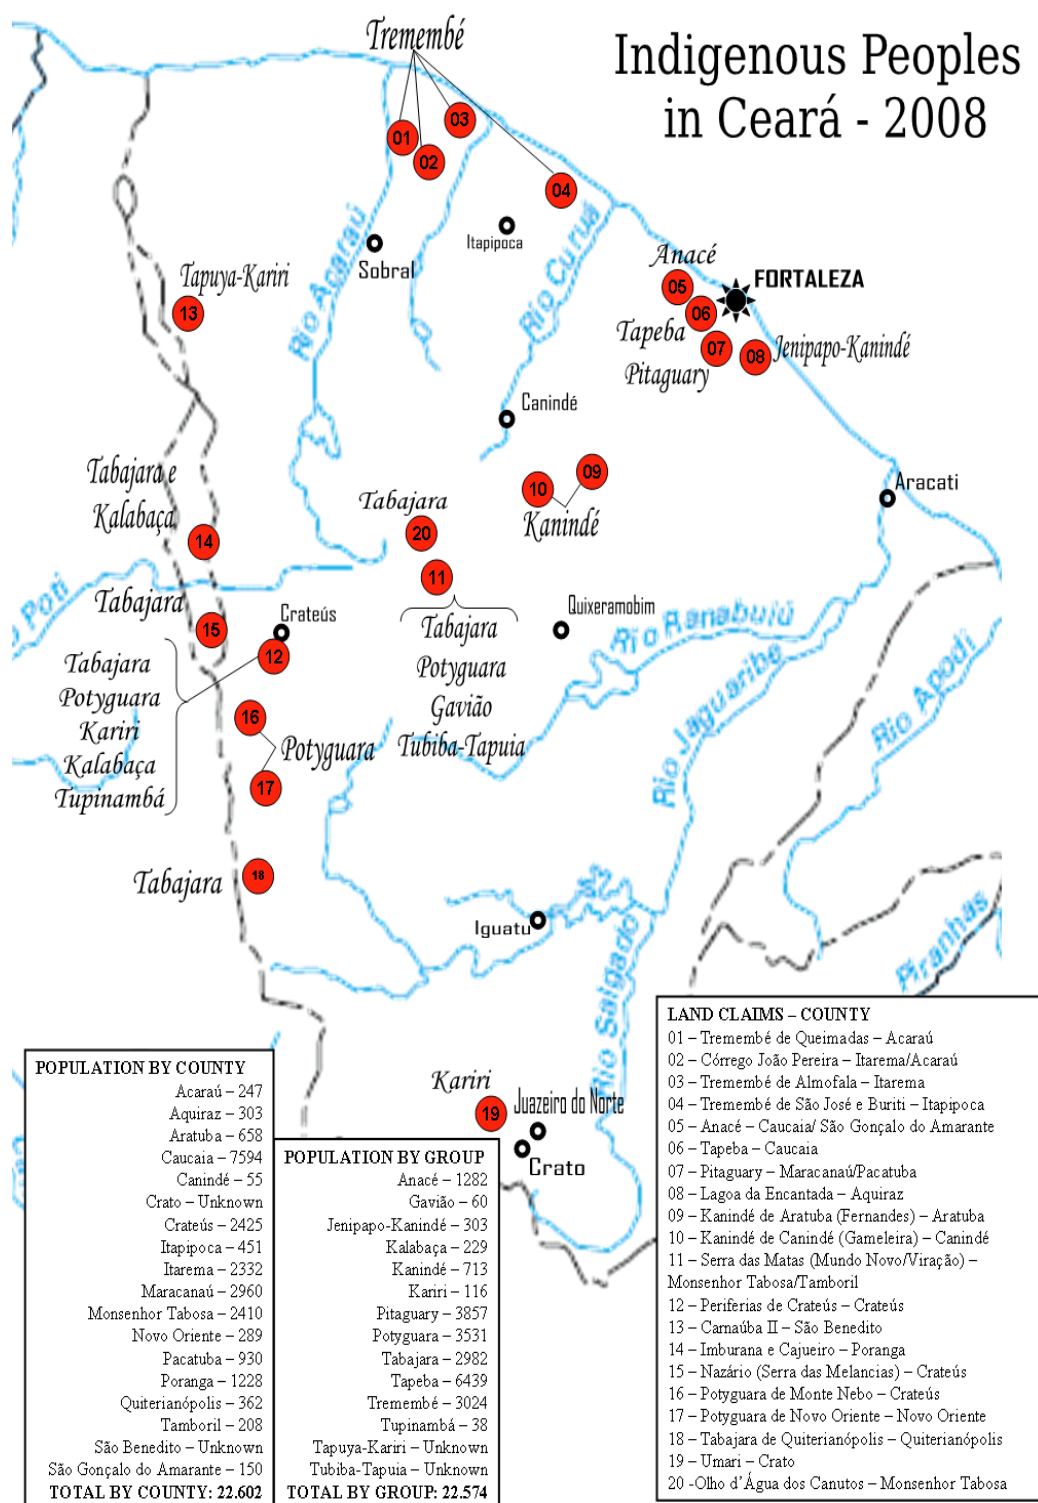 Indigenous Peoples
in Ceará - 2008
Tremembé
01
02
03
04
Itapipoca
Sobral
Rio Acaraú
Rio Curuá
Tapuya-Kariri
13
Anacé
05
FORTALEZA
06
Tapeba
07
08
Jenipapo-Kanindé
Pitaguary
Canindé
Tabajara e
Kalabaça
14
09
10
Kanindé
Aracati
Tabajara
20
11
Tabajara
Potyguara
Gavião
Tubiba-Tapuia
Poti
Tabajara
15
Crateús
12
Tabajara
Potyguara
Kariri
Kalabaça
Tupinambá
Quixeramobim
Rio Banabuiú
Rio Jaguaribe
Rio Apodi
16
Potyguara
17
Tabajara
18
Iguatu
Rio Salgado
Piranhas
Kariri
19
Juazeiro do Norte
Crato
POPULATION BY COUNTY
Acaraú – 247
Aquiraz – 303
Aratuba – 658
Caucaia – 7594
Canindé – 55
Crato – Unknown
Crateús – 2425
Itapipoca – 451
Itarema – 2332
Maracanaú – 2960
Monsenhor Tabosa – 2410
Novo Oriente – 289
Pacatuba – 930
Poranga – 1228
Quiterianópolis – 362
Tamboril – 208
São Benedito – Unknown
São Gonçalo do Amarante – 150
TOTAL BY COUNTY: 22.602
POPULATION BY GROUP
Anacé – 1282
Gavião – 60
Jenipapo-Kanindé – 303
Kalabaça – 229
Kanindé – 713
Kariri – 116
Pitaguary – 3857
Potyguara – 3531
Tabajara – 2982
Tapeba – 6439
Tremembé – 3024
Tupinambá – 38
Tapuya-Kariri – Unknown
Tubiba-Tapuia – Unknown
TOTAL BY GROUP: 22.574
LAND CLAIMS – COUNTY
01 – Tremembé de Queimadas – Acaraú
02 – Córrego João Pereira – Itarema/Acaraú
03 – Tremembé de Almofala – Itarema
04 – Tremembé de São José e Buriti – Itapipoca
05 – Anacé – Caucaia/ São Gonçalo do Amarante
06 – Tapeba – Caucaia
07 – Pitaguary – Maracanaú/Pacatuba
08 – Lagoa da Encantada – Aquiraz
09 – Kanindé de Aratuba (Fernandes) – Aratuba
10 – Kanindé de Canindé (Gameleira) – Canindé
11 – Serra das Matas (Mundo Novo/Viração) –
Monsenhor Tabosa/Tamboril
12 – Periferias de Crateús – Crateús
13 – Carnaúba II – São Benedito
14 – Imburana e Cajueiro – Poranga
15 – Nazário (Serra das Melancias) – Crateús
16 – Potyguara de Monte Nebo – Crateús
17 – Potyguara de Novo Oriente – Novo Oriente
18 – Tabajara de Quiterianópolis – Quiterianópolis
19 – Umari – Crato
20 -Olho d'Água dos Canutos – Monsenhor Tabosa